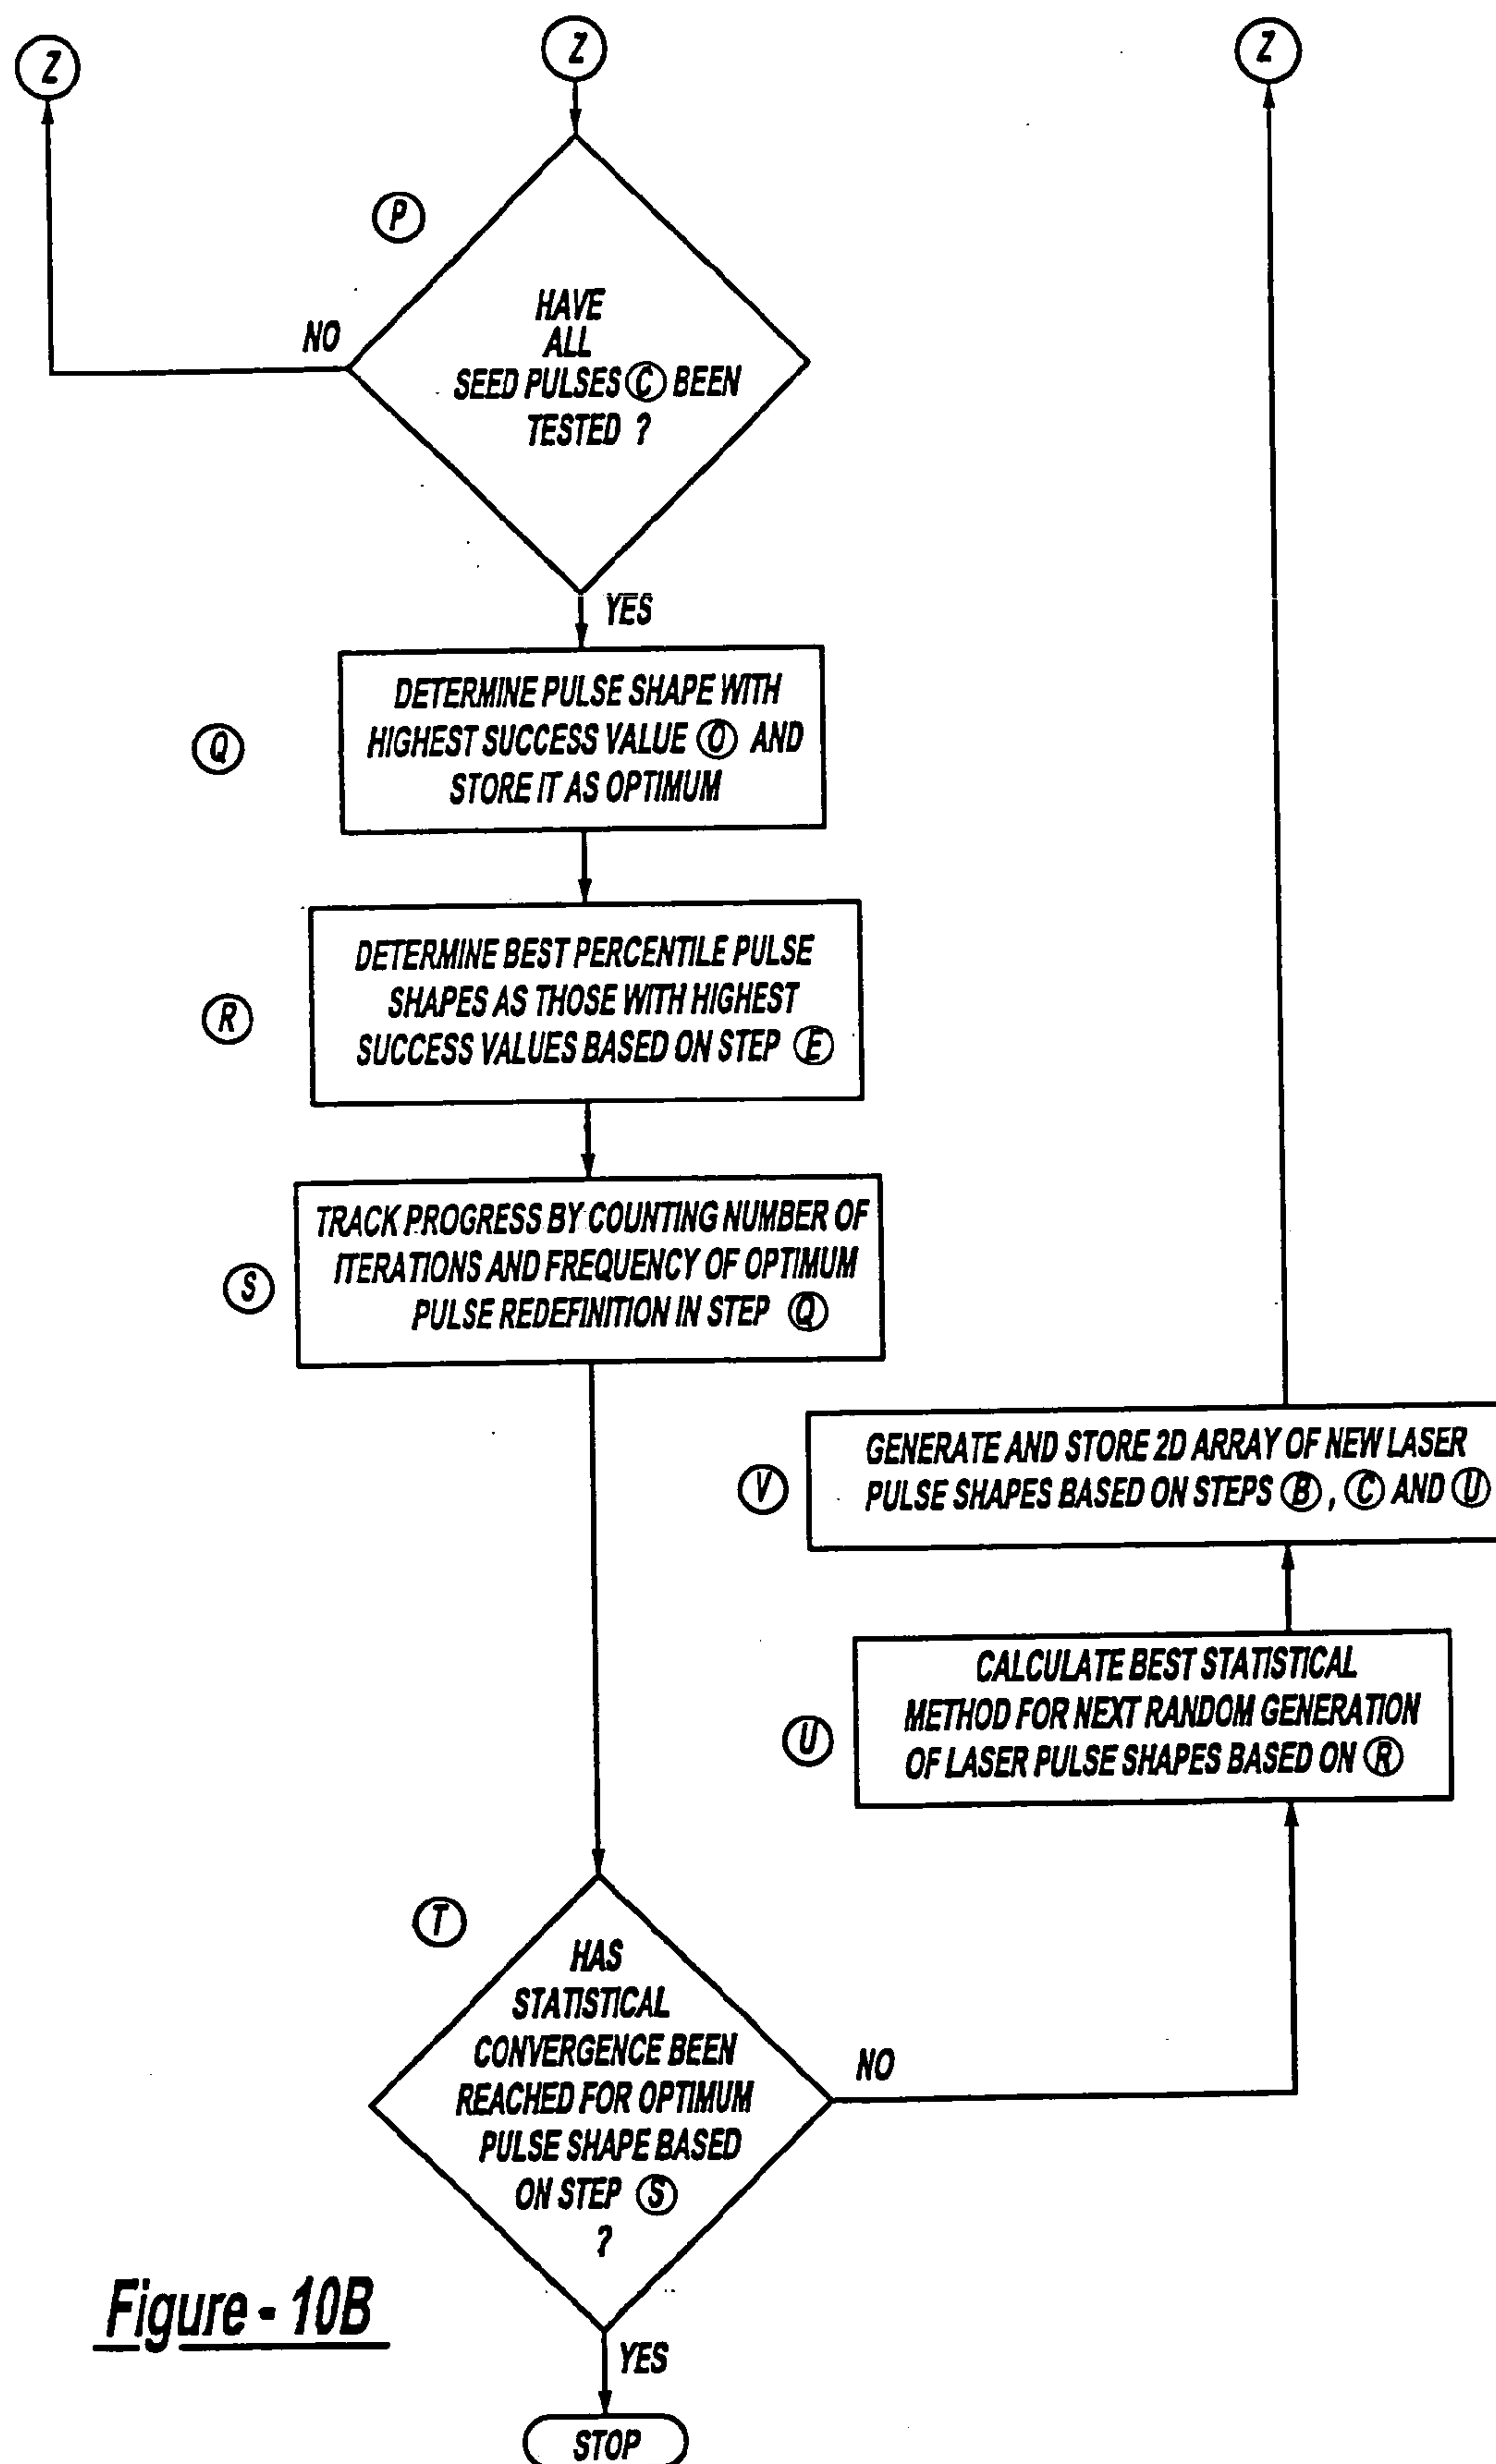 Z
Z
Z
P
HAVE
ALL
SEED PULSES C BEEN
TESTED ?
NO
YES
Q
DETERMINE PULSE SHAPE WITH
HIGHEST SUCCESS VALUE O AND
STORE IT AS OPTIMUM
R
DETERMINE BEST PERCENTILE PULSE
SHAPES AS THOSE WITH HIGHEST
SUCCESS VALUES BASED ON STEP E
S
TRACK PROGRESS BY COUNTING NUMBER OF
ITERATIONS AND FREQUENCY OF OPTIMUM
PULSE REDEFINITION IN STEP Q
V
GENERATE AND STORE 2D ARRAY OF NEW LASER
PULSE SHAPES BASED ON STEPS B , C AND U
U
CALCULATE BEST STATISTICAL
METHOD FOR NEXT RANDOM GENERATION
OF LASER PULSE SHAPES BASED ON R
T
HAS
STATISTICAL
CONVERGENCE BEEN
REACHED FOR OPTIMUM
PULSE SHAPE BASED
ON STEP S
?
NO
YES
STOP
Figure - 10B